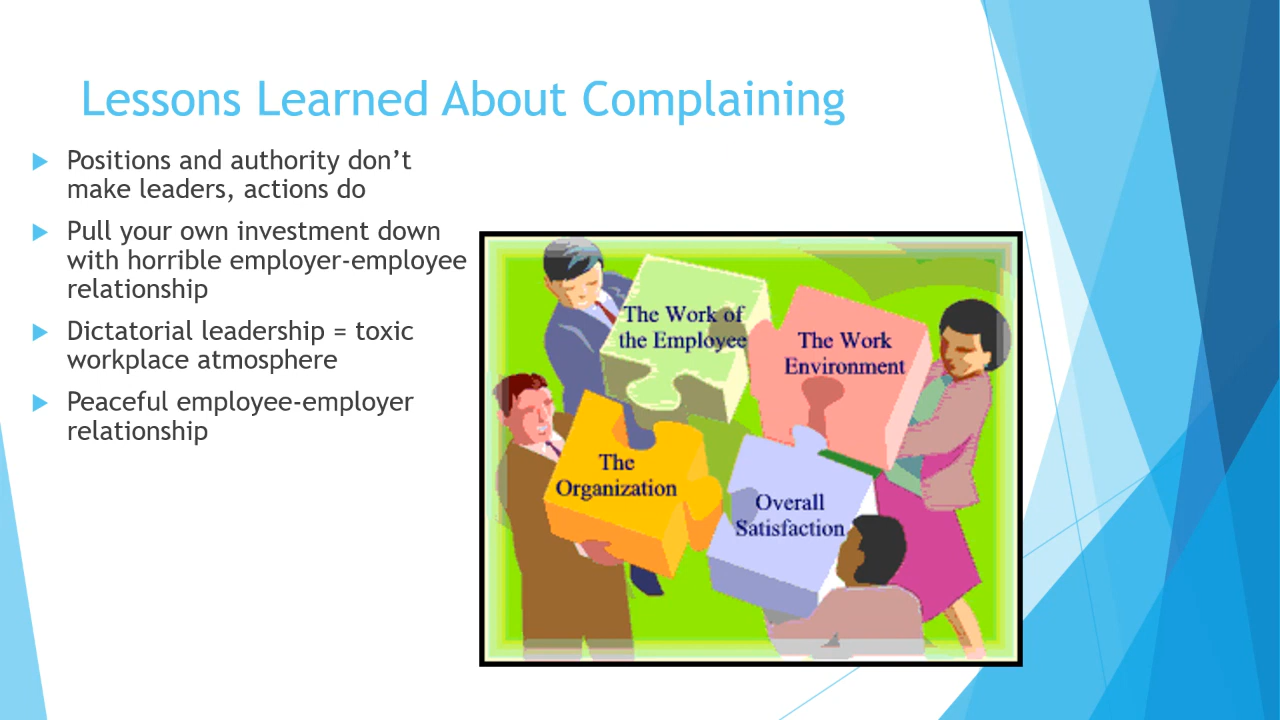 Lessons Learned About Complaining
Positions and authority don’t
make leaders, actions do
Pull your own investment down
with horrible employer-employee
relationship
Dictatorial leadership = toxic
workplace atmosphere
Peaceful employee-employer
relationship
The Work of
the Employee
The Work
Environment
The
Organization
Overall
Satisfaction